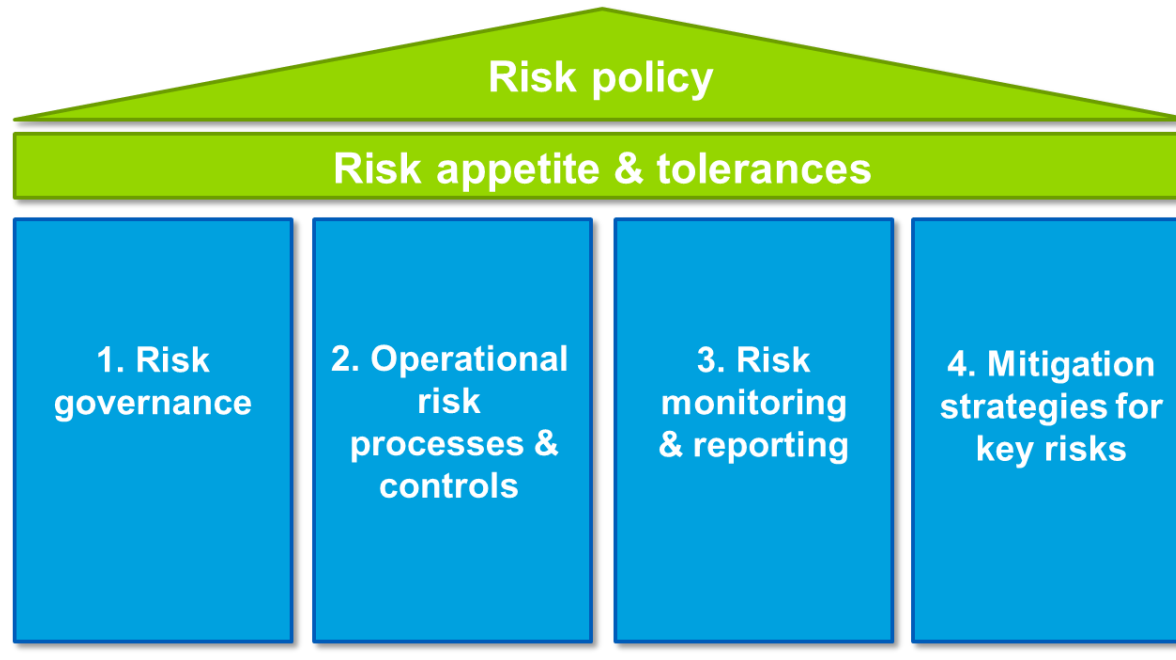 Risk policy
Risk appetite & tolerances
1. Risk
governance
2. Operational
risk
processes &
controls
3. Risk
monitoring
& reporting
4. Mitigation
strategies for
key risks